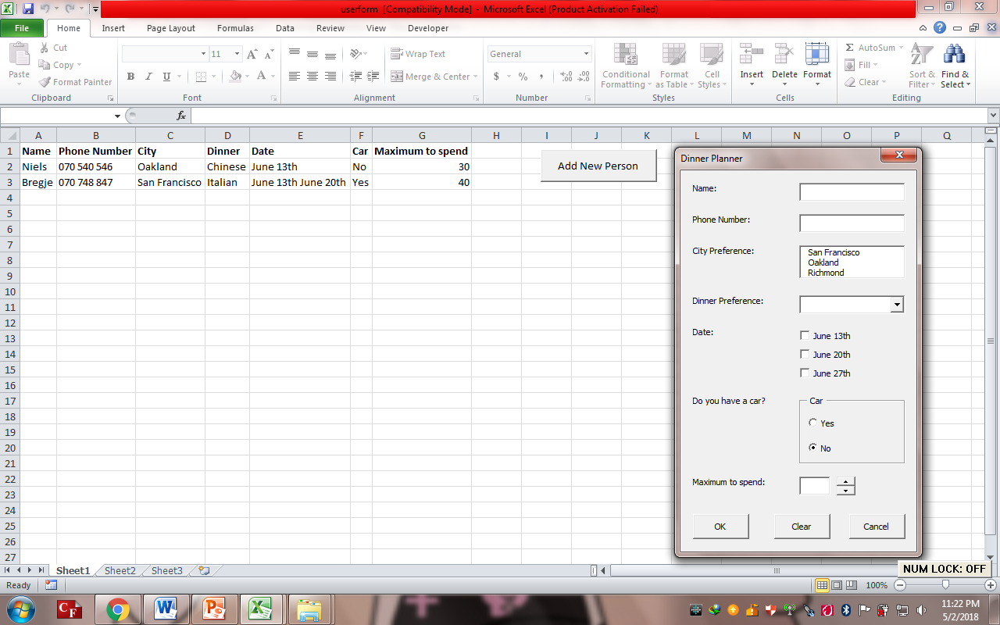 userform [Compatibility Mode] - Microsoft Excel (Product Activation Failed)
File Home Insert Page Layout Formulas Data Review View Developer
Paste
Cut
Copy
Format Painter
Clipboard
11
B I U
Font
Wrap Text
Merge & Center
Alignment
General
$ % ,
Number
Conditional Formatting
Format as Table
Cell Styles
Styles
Insert Delete Format
Cells
Σ AutoSum
Fill
Clear
Sort & Filter
Find & Select
Editing
fx
A B C D E F G H I J K L M N O P Q
1 Name Phone Number City Dinner Date Car Maximum to spend
2 Niels 070 540 546 Oakland Chinese June 13th No 30
3 Bregje 070 748 847 San Francisco Italian June 13th June 20th Yes 40
4
5
6
7
8
9
10
11
12
13
14
15
16
17
18
19
20
21
22
23
24
25
26
27
Add New Person
Dinner Planner
Name:
Phone Number:
City Preference:
San Francisco
Oakland
Richmond
Dinner Preference:
Date:
June 13th
June 20th
June 27th
Do you have a car?
Car
Yes
No
Maximum to spend:
OK Clear Cancel
Sheet1 Sheet2 Sheet3
NUM LOCK: OFF
Ready
100%
11:22 PM
5/2/2018